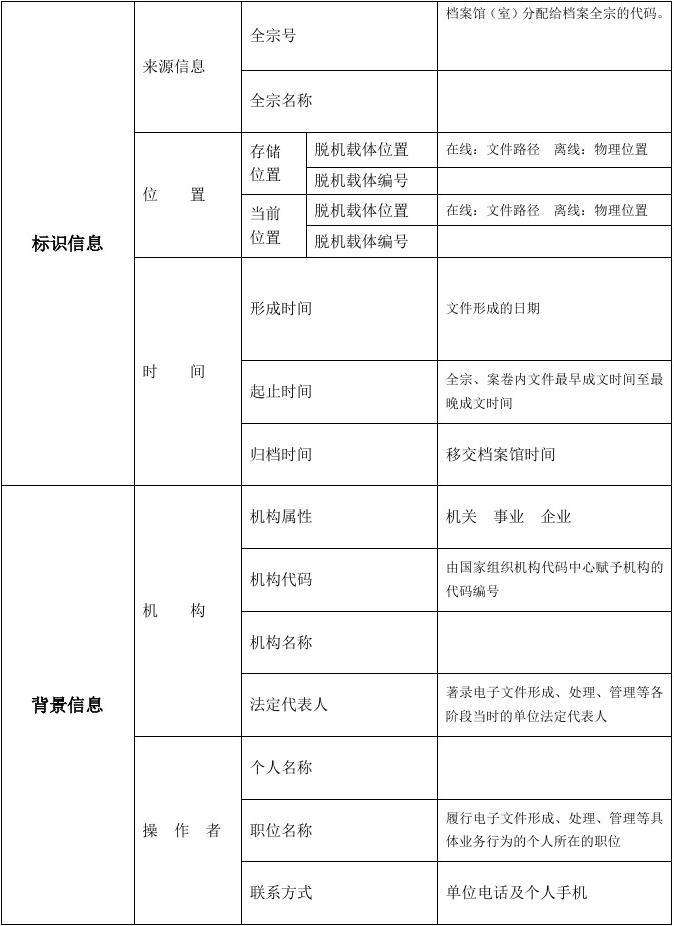 标识信息
来源信息
全宗号
档案馆（室）分配给档案全宗的代码。
全宗名称
位　　置
存储
位置
脱机载体位置
在线：文件路径　离线：物理位置
脱机载体编号
当前
位置
脱机载体位置
在线：文件路径　离线：物理位置
脱机载体编号
时　　间
形成时间
文件形成的日期
起止时间
全宗、案卷内文件最早成文时间至最
晚成文时间
归档时间
移交档案馆时间
背景信息
机　　构
机构属性
机关　事业　企业
机构代码
由国家组织机构代码中心赋予机构的
代码编号
机构名称
法定代表人
著录电子文件形成、处理、管理等各
阶段当时的单位法定代表人
操　作　者
个人名称
职位名称
履行电子文件形成、处理、管理等具
体业务行为的个人所在的职位
联系方式
单位电话及个人手机